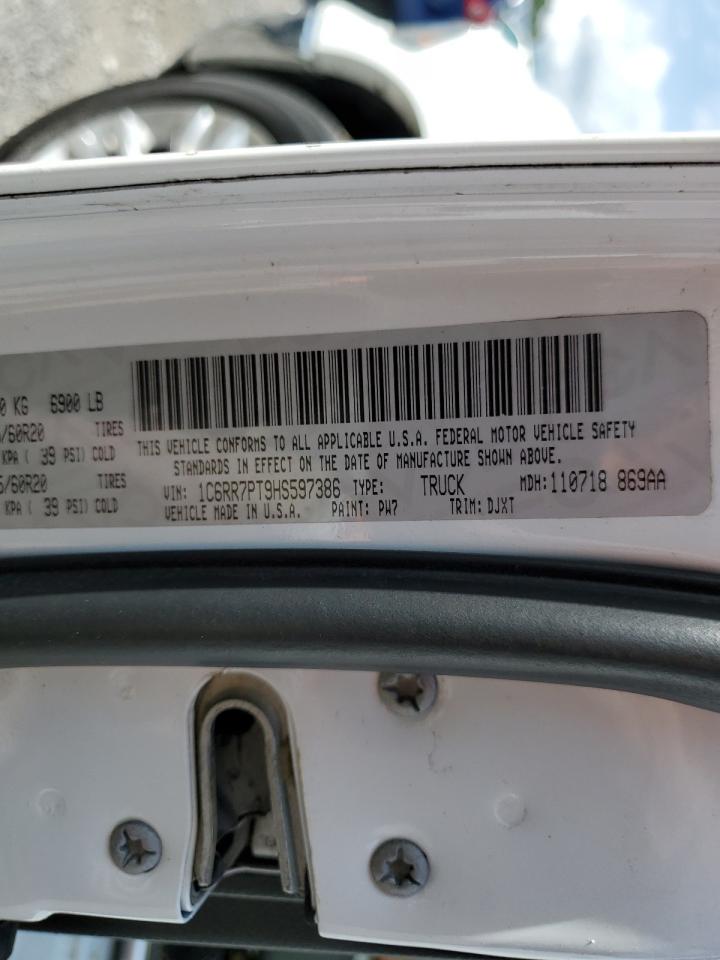 0 KG 6900 LB
/60R20 TIRES
KPA ( 39 PSI) COLD
/60R20 TIRES
KPA ( 39 PSI) COLD
THIS VEHICLE CONFORMS TO ALL APPLICABLE U.S.A. FEDERAL MOTOR VEHICLE SAFETY
STANDARDS IN EFFECT ON THE DATE OF MANUFACTURE SHOWN ABOVE.
VIN: 1C6RR7PT9HS597386 TYPE: TRUCK MDH: 110718 869AA
VEHICLE MADE IN U.S.A. PAINT: PW7 TRIM: DJXT